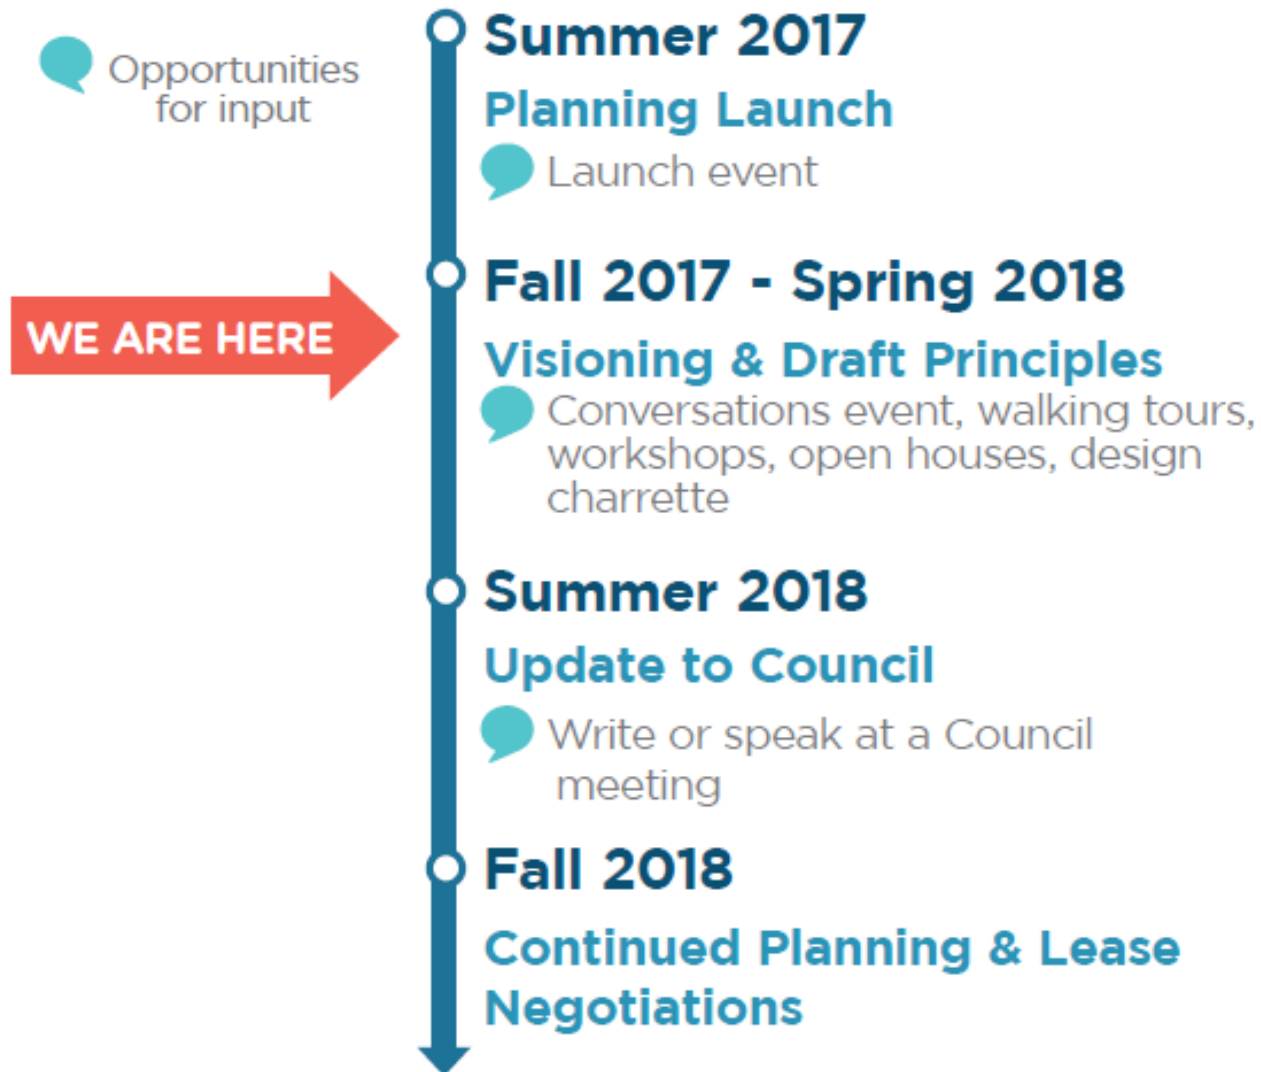 Opportunities
for input
Summer 2017
Planning Launch
Launch event
WE ARE HERE
Fall 2017 - Spring 2018
Visioning & Draft Principles
Conversations event, walking tours,
workshops, open houses, design
charrette
Summer 2018
Update to Council
Write or speak at a Council
meeting
Fall 2018
Continued Planning & Lease
Negotiations